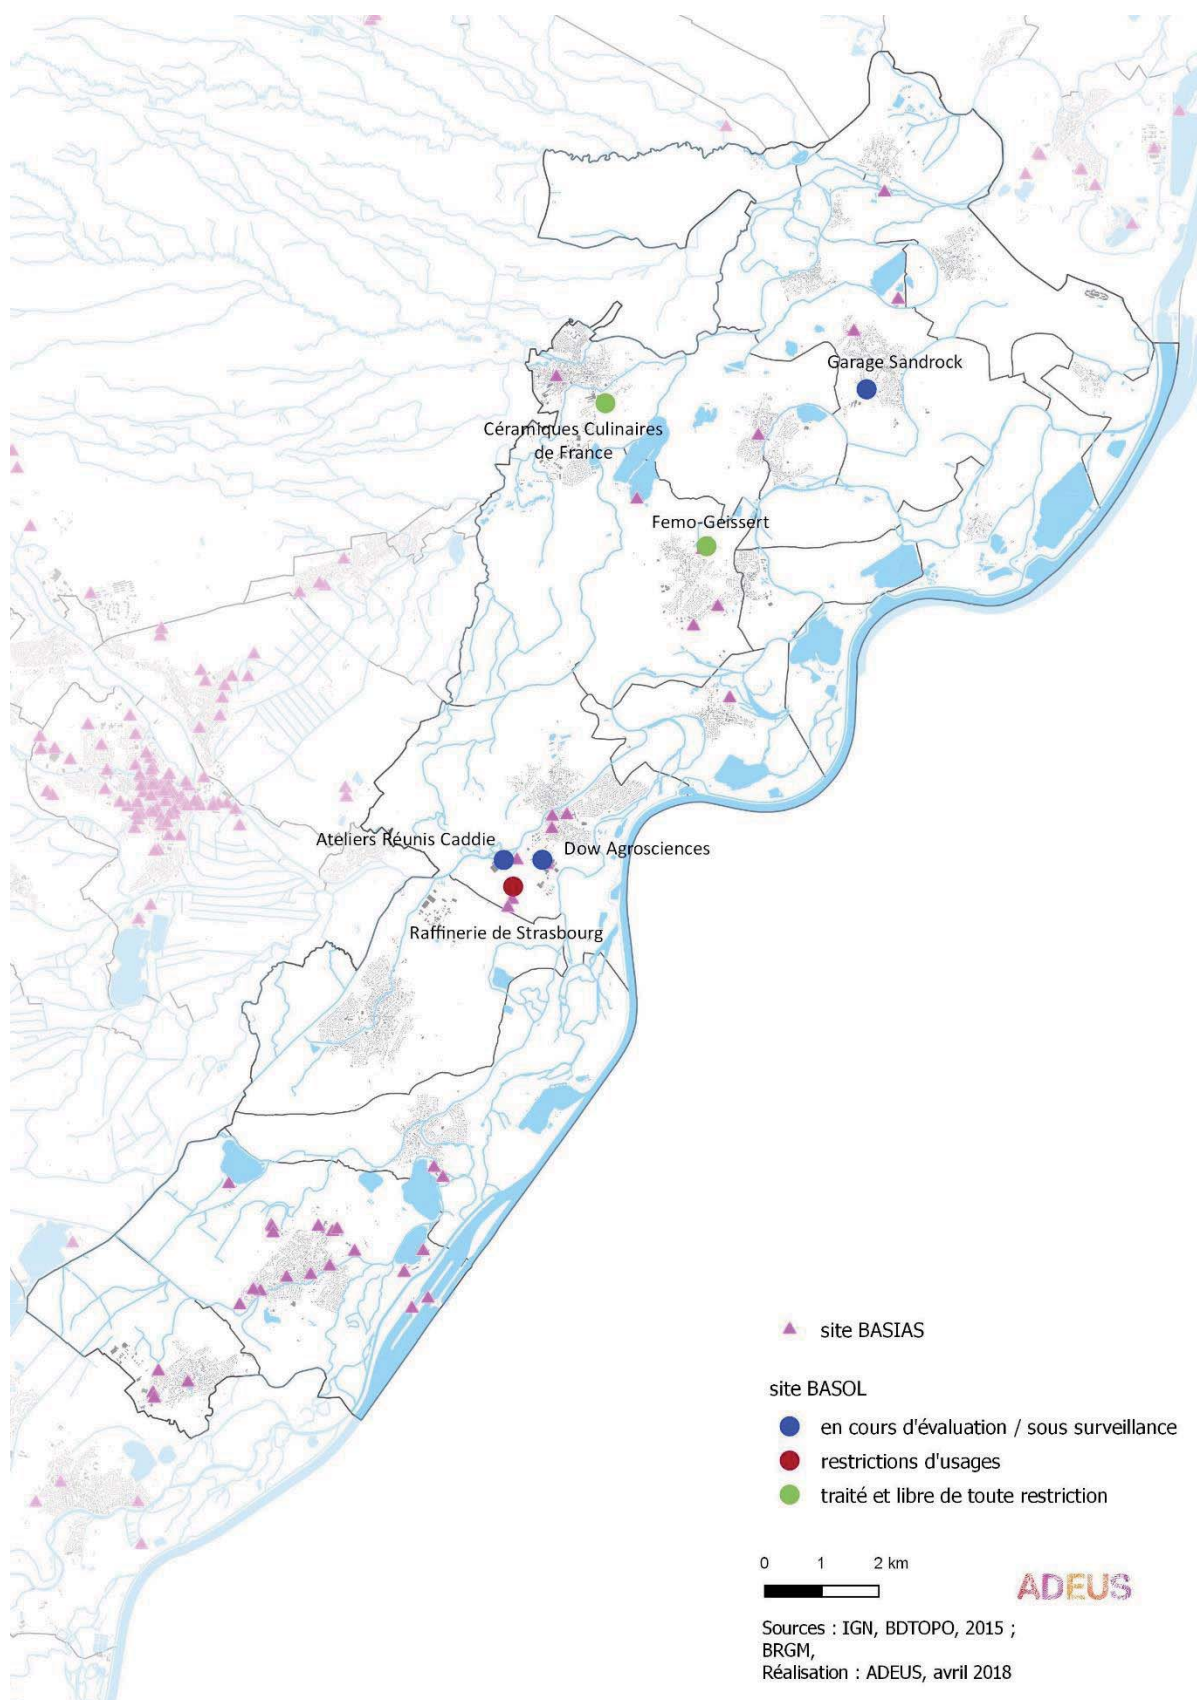 Garage Sandrock
Céramiques Culinaires
de France
Femo-Geissert
Ateliers Réunis Caddie
Dow Agrosciences
Raffinerie de Strasbourg
site BASIAS
site BASOL
en cours d'évaluation / sous surveillance
restrictions d'usages
traité et libre de toute restriction
0 1 2 km
ADEUS
Sources : IGN, BDTOPO, 2015 ;
BRGM,
Réalisation : ADEUS, avril 2018